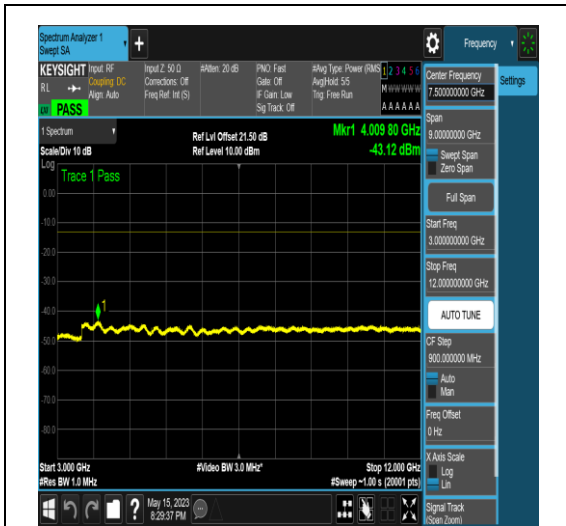 Spectrum Analyzer 1
Swept SA
Frequency
KEYSIGHT
RL
PASS
Input: RF
Coupling: DC
Align: Auto
Input Z: 50 Ω
Corrections: Off
Freq Ref: Int (S)
#Atten: 20 dB
PNO: Fast
Gate: Off
IF Gain: Low
Sig Track: Off
#Avg Type: Power (RMS
Avg|Hold: 5/5
Trig: Free Run
1 2 3 4 5 6
M W W W W W
A A A A A A
1 Spectrum
Scale/Div 10 dB
Log
Ref Lvl Offset 21.50 dB
Ref Level 10.00 dBm
Mkr1 4.009 80 GHz
-43.12 dBm
Trace 1 Pass
0.00
-10.0
-20.0
-30.0
-40.0
-50.0
-60.0
-70.0
-80.0
1
Start 3.000 GHz
#Res BW 1.0 MHz
#Video BW 3.0 MHz*
Stop 12.000 GHz
#Sweep ~1.00 s (20001 pts)
May 15, 2023
8:29:37 PM
Center Frequency
7.500000000 GHz
Settings
Span
9.00000000 GHz
Swept Span
Zero Span
Full Span
Start Freq
3.000000000 GHz
Stop Freq
12.000000000 GHz
AUTO TUNE
CF Step
900.000000 MHz
Auto
Man
Freq Offset
0 Hz
X Axis Scale
Log
Lin
Signal Track
(Span Zoom)